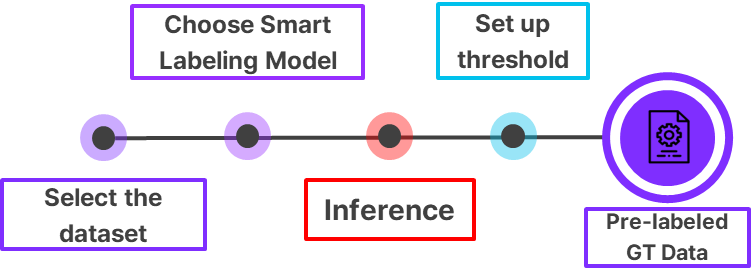 Choose Smart
Labeling Model
Set up
threshold
Select the
dataset
Inference
Pre-labeled
GT Data